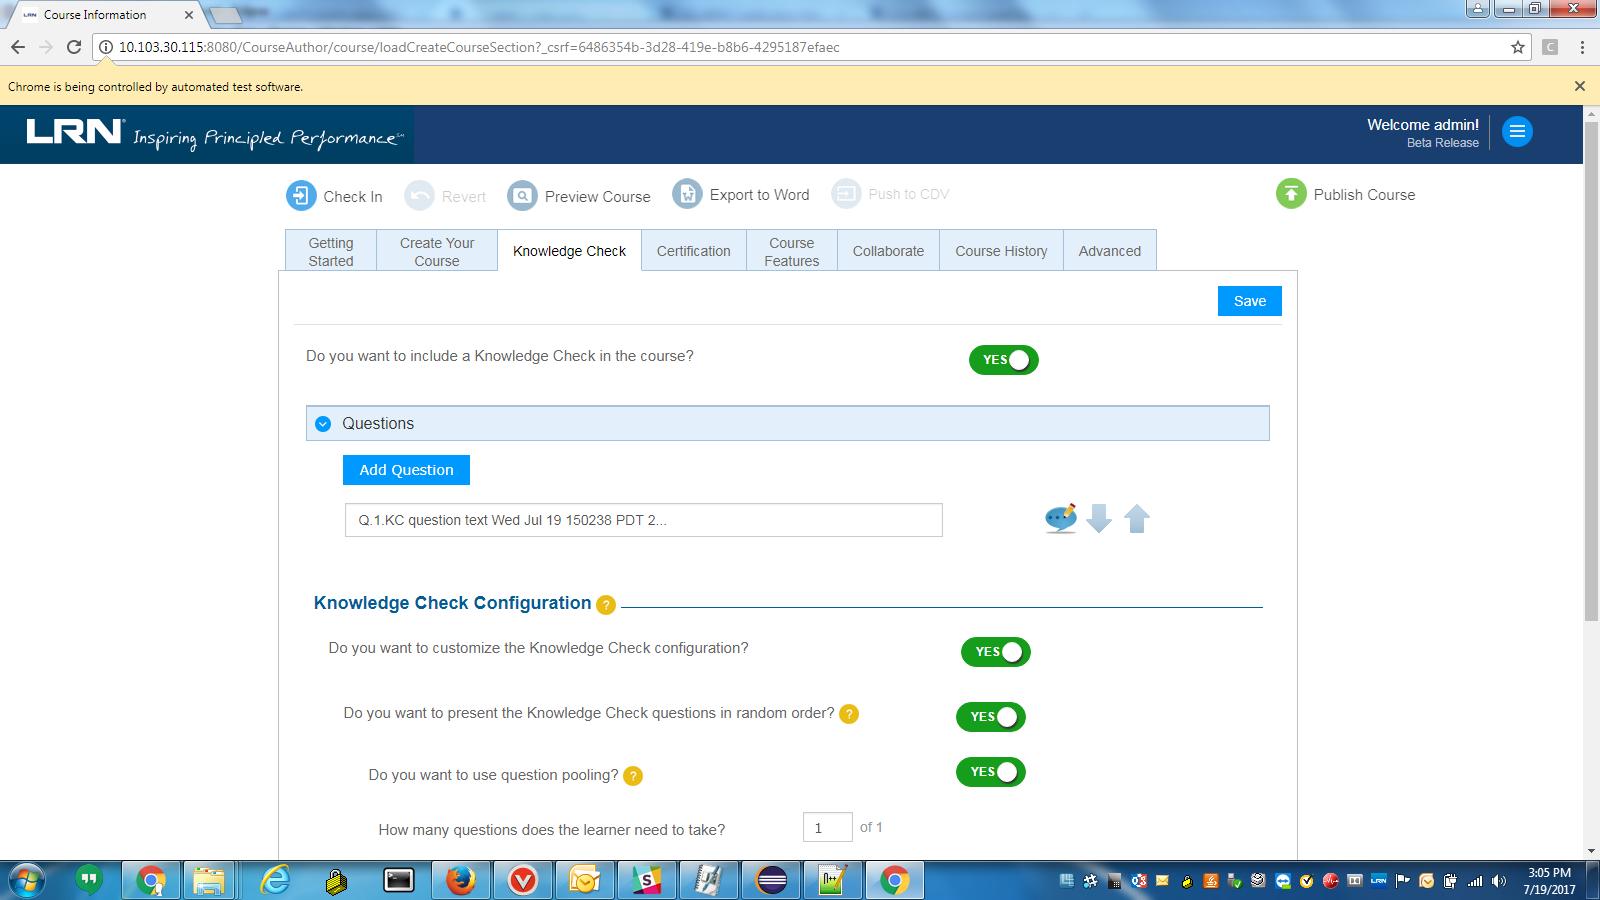 LRN Course Information
10.103.30.115:8080/CourseAuthor/course/loadCreateCourseSection?_csrf=6486354b-3d28-419e-b8b6-4295187efaec
C
Chrome is being controlled by automated test software.
LRN Inspiring Principled Performance
Welcome admin!
Beta Release
Check In
Revert
Preview Course
Export to Word
Push to CDV
Publish Course
Getting
Started
Create Your
Course
Knowledge Check
Certification
Course
Features
Collaborate
Course History
Advanced
Save
Do you want to include a Knowledge Check in the course?
YES
Questions
Add Question
Q.1.KC question text Wed Jul 19 150238 PDT 2...
Knowledge Check Configuration ?
Do you want to customize the Knowledge Check configuration?
YES
Do you want to present the Knowledge Check questions in random order? ?
YES
Do you want to use question pooling? ?
YES
How many questions does the learner need to take?
1 of 1
3:05 PM
7/19/2017